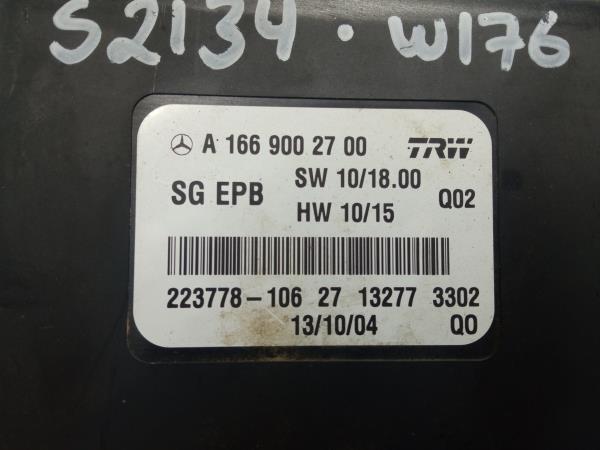 S2134 · W176
A 166 900 27 00 TRW
SG EPB SW 10/18.00 Q02
HW 10/15
223778-106 27 13277 3302
13/10/04 QO